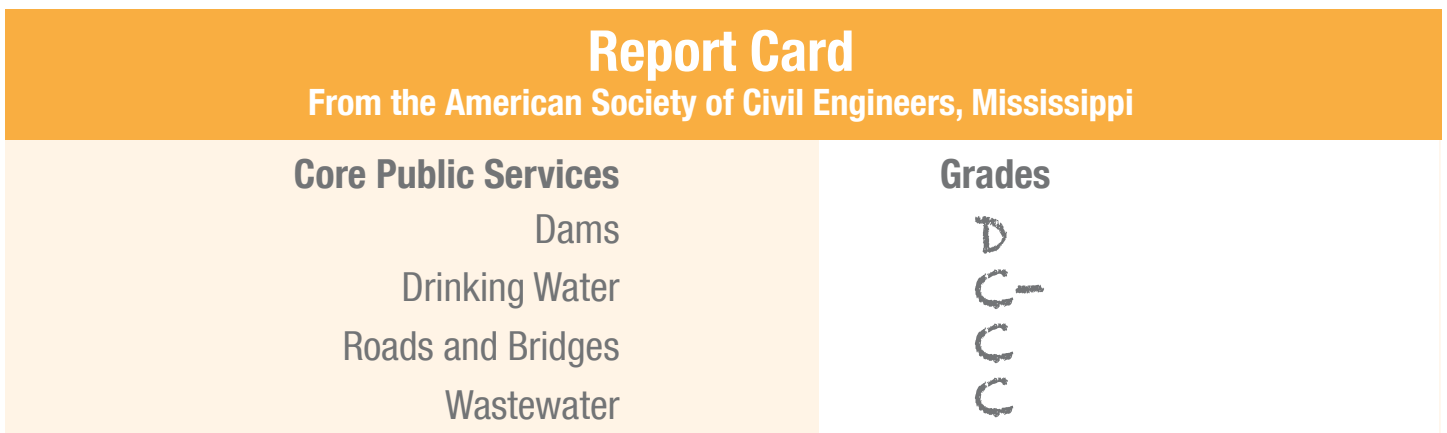 Report Card
From the American Society of Civil Engineers, Mississippi
Core Public Services Grades
Dams D
Drinking Water C-
Roads and Bridges C
Wastewater C